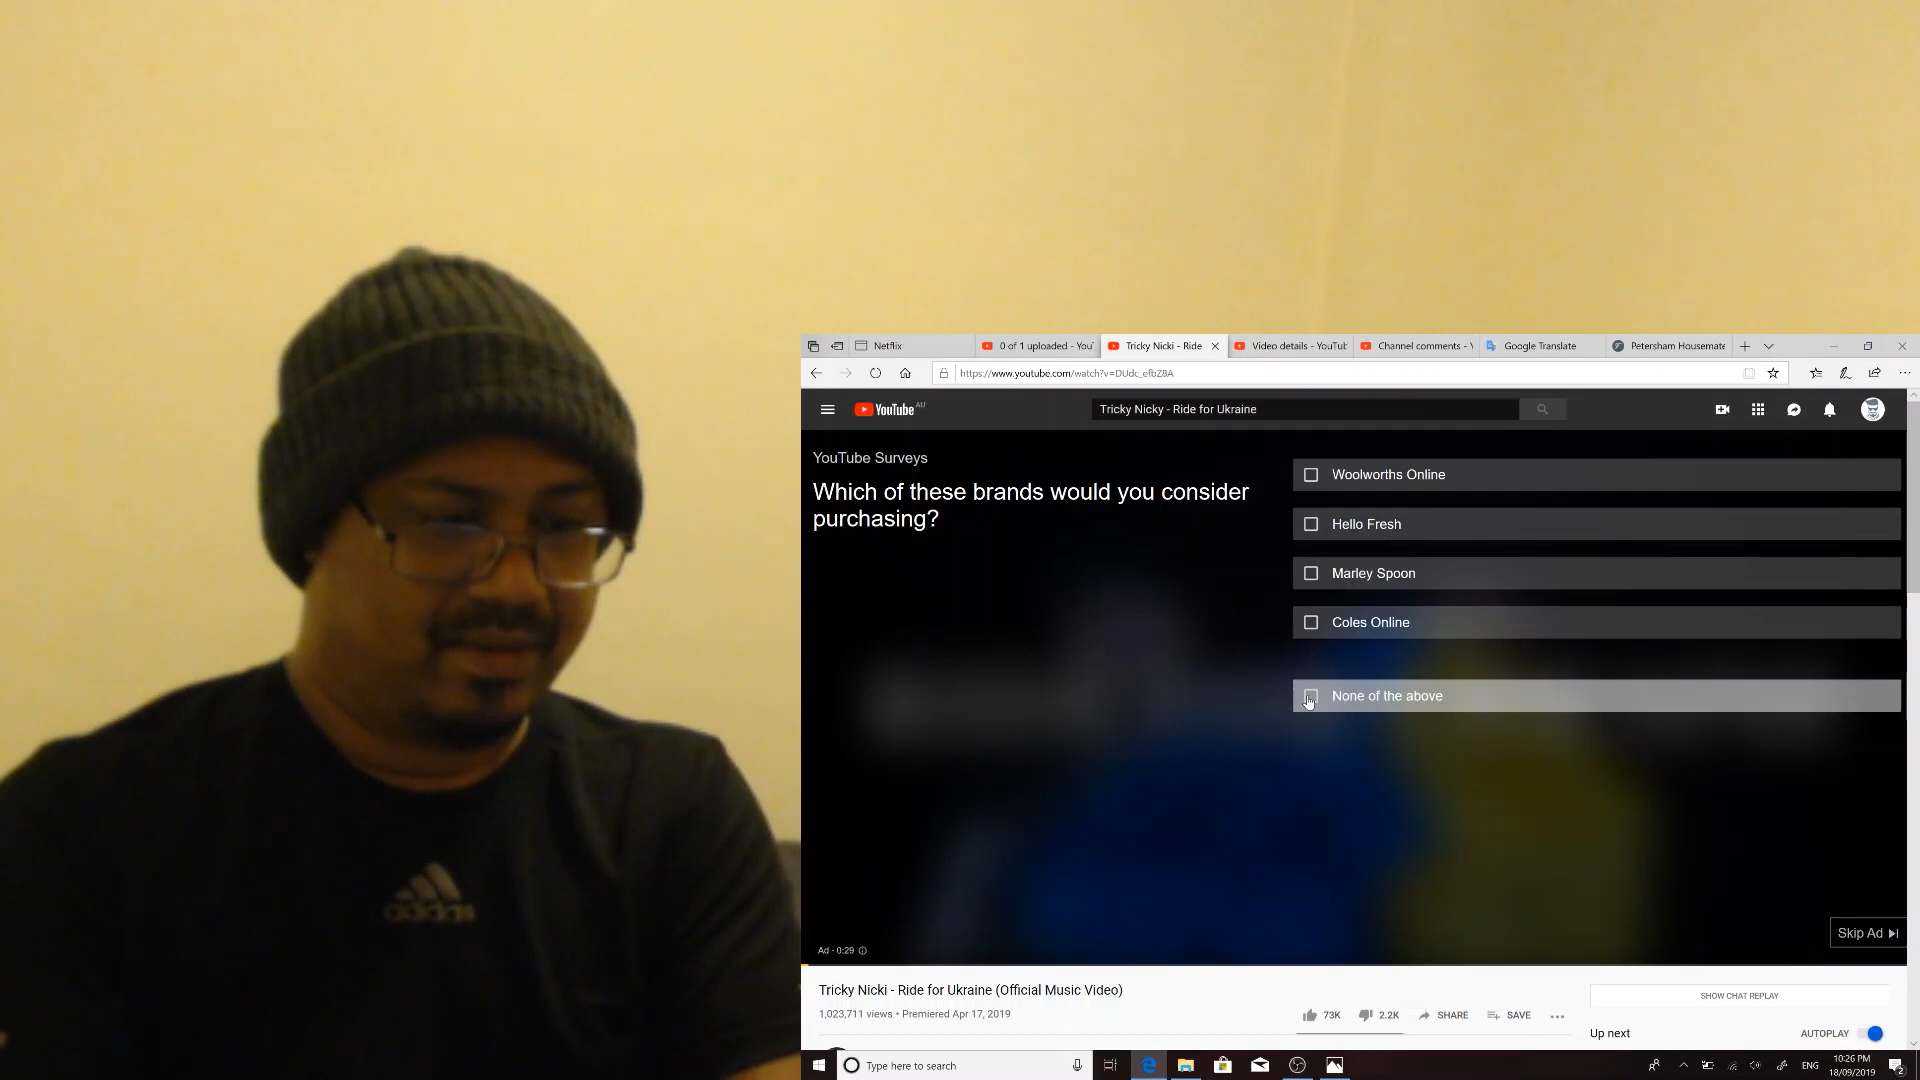 Netflix
0 of 1 uploaded - You
Tricky Nicki - Ride
Video details - YouTub
Channel comments - Y
Google Translate
Petersham Housemate
https://www.youtube.com/watch?v=DUdc_efbZ8A
YouTube AU
Tricky Nicky - Ride for Ukraine
YouTube Surveys
Which of these brands would you consider
purchasing?
Woolworths Online
Hello Fresh
Marley Spoon
Coles Online
None of the above
adidas
Skip Ad
Ad - 0:29
Tricky Nicki - Ride for Ukraine (Official Music Video)
1,023,711 views • Premiered Apr 17, 2019
73K
2.2K
SHARE
SAVE
SHOW CHAT REPLAY
Up next
AUTOPLAY
Type here to search
ENG
10:26 PM
18/09/2019
2